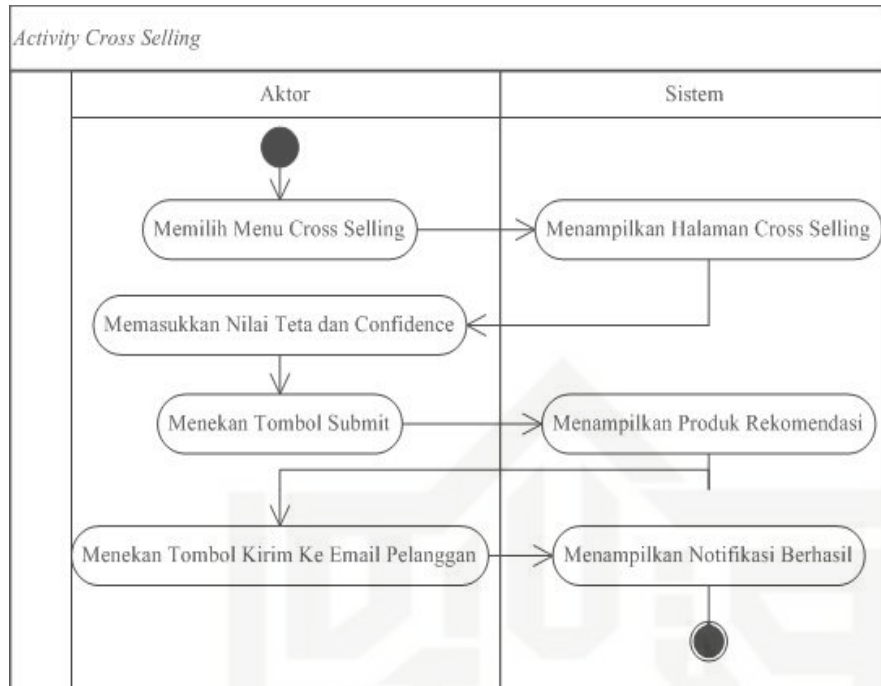 Activity Cross Selling
Aktor
Sistem
Memilih Menu Cross Selling
Menampilkan Halaman Cross Selling
Memasukkan Nilai Teta dan Confidence
Menekan Tombol Submit
Menampilkan Produk Rekomendasi
Menekan Tombol Kirim Ke Email Pelanggan
Menampilkan Notifikasi Berhasil